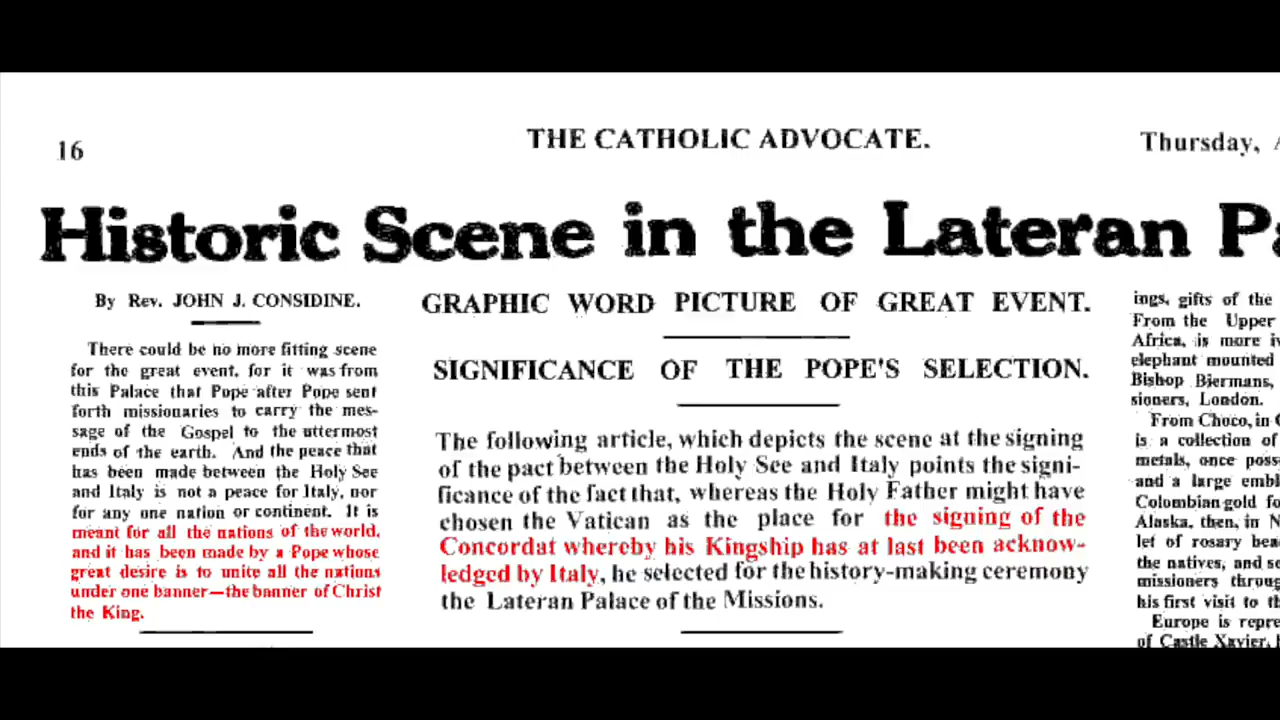 16
THE CATHOLIC ADVOCATE.
Thursday,
Historic Scene in the Lateran
By Rev. JOHN J. CONSIDINE.
There could be no more fitting scene
for the great event, for it was from
this Palace that Pope after Pope sent
forth missionaries to carry the mes-
sage of the Gospel to the uttermost
ends of the earth. And the peace that
has been made between the Holy See
and Italy is not a peace for Italy, nor
for any one nation or continent. It is
meant for all the nations of the world,
and it has been made by a Pope whose
great desire is to unite all the nations
under one banner—the banner of Christ
the King.
GRAPHIC WORD PICTURE OF GREAT EVENT.
SIGNIFICANCE OF THE POPE'S SELECTION.
The following article, which depicts the scene at the signing
of the pact between the Holy See and Italy points the signi-
ficance of the fact that, whereas the Holy Father might have
chosen the Vatican as the place for the signing of the
Concordat whereby his Kingship has at last been acknow-
ledged by Italy, he selected for the history-making ceremony
the Lateran Palace of the Missions.
ings, gifts of the
From the Upper
Africa, is more
elephant mounted
Bishop Biermans,
sioners, London.
From Choco, in
is a collection of
metals, once
and a large
Colombian gold
Alaska, then, in
let of rosary
the natives, and
missioners
his first visit to
Europe is
of Castle Xavier,